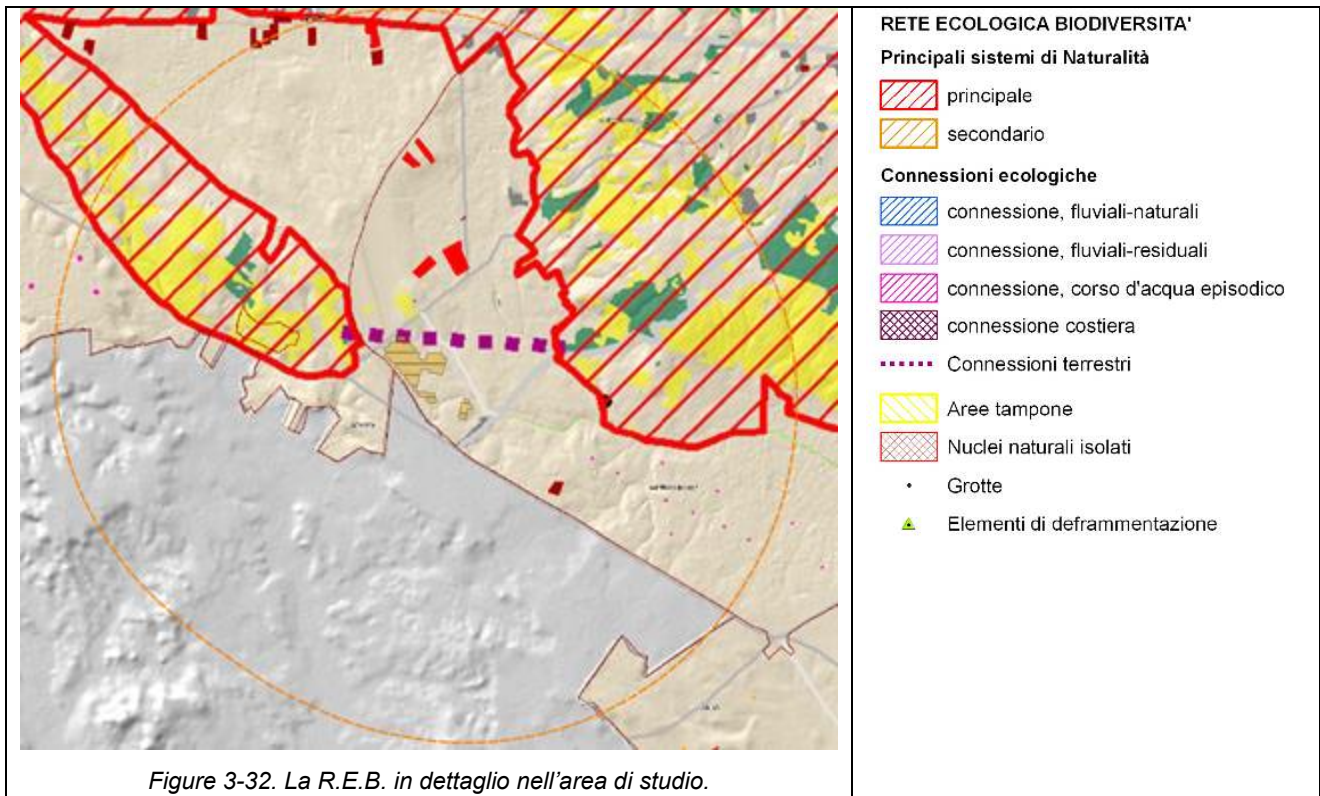 RETE ECOLOGICA BIODIVERSITA'
Principali sistemi di Naturalità
principale
secondario
Connessioni ecologiche
connessione, fluviali-naturali
connessione, fluviali-residuali
connessione, corso d'acqua episodico
connessione costiera
Connessioni terrestri
Aree tampone
Nuclei naturali isolati
Grotte
Elementi di deframmentazione
Figure 3-32. La R.E.B. in dettaglio nell'area di studio.